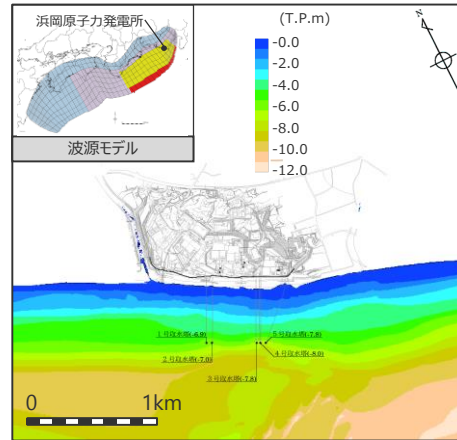 浜岡原子力発電所
波源モデル
(T.P.m)
-0.0
-2.0
-4.0
-6.0
-8.0
-10.0
-12.0
N
1号取水塔(-6.9)
2号取水塔(-7.0)
3号取水塔(-7.8)
4号取水塔(-8.0)
5号取水塔(-7.8)
0 1km